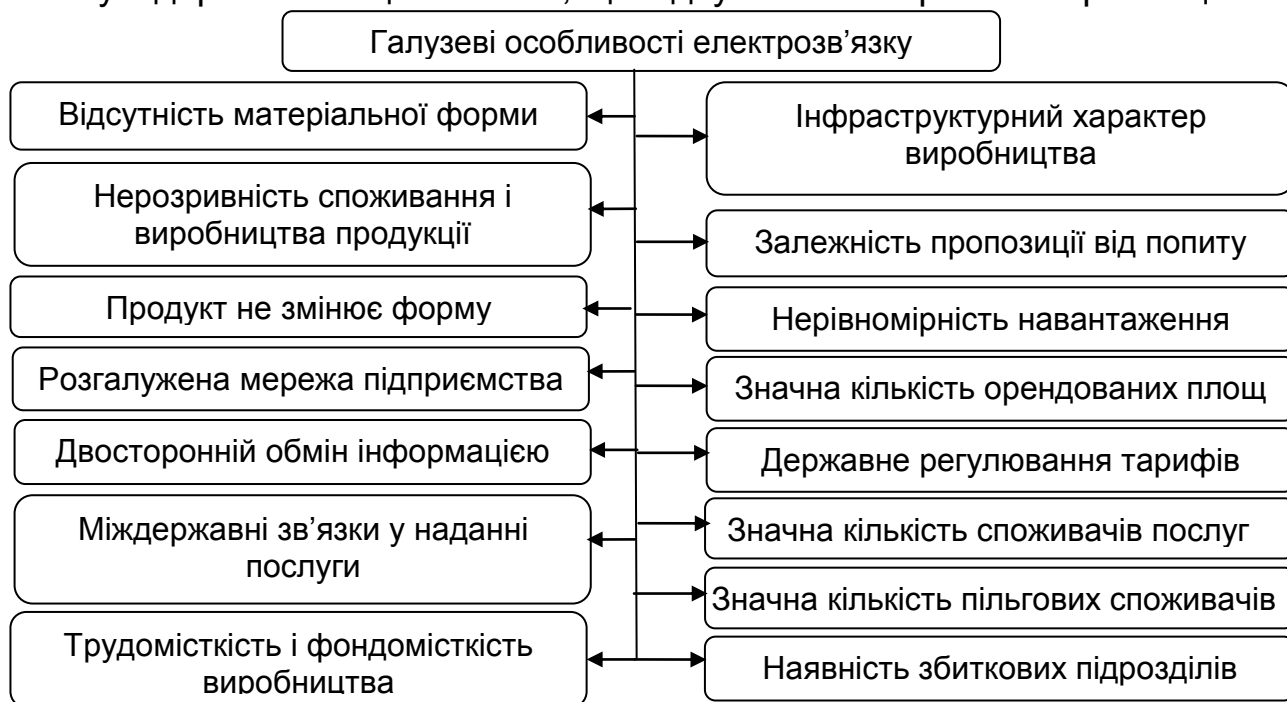 Галузеві особливості електрозв'язку
Відсутність матеріальної форми
Нерозривність споживання і
виробництва продукції
Продукт не змінює форму
Розгалужена мережа підприємства
Двосторонній обмін інформацією
Міждержавні зв’язки у наданні
послуги
Трудомісткість і фондомісткість
виробництва
Інфраструктурний характер
виробництва
Залежність пропозиції від попиту
Нерівномірність навантаження
Значна кількість орендованих площ
Державне регулювання тарифів
Значна кількість споживачів послуг
Значна кількість пільгових споживачів
Наявність збиткових підрозділів